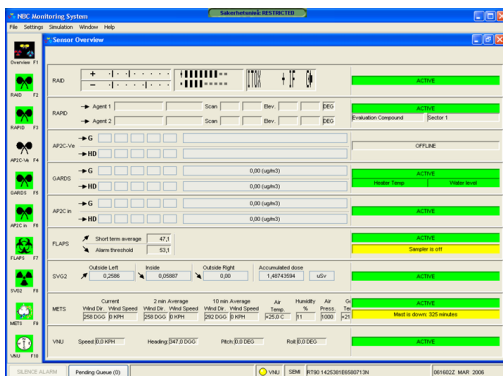 NBC Monitoring System
Säkerhetsnivå: RESTRICTED
File Settings Simulation Window Help
Overview F1
Sensor Overview
RAID F2
RAID
ACTIVE
RAPID F3
RAPID
Agent 1 Scan Elev. DEG
Agent 2 Scan Elev. DEG
ACTIVE
Evaluation Compound Sector 1
AP2C-Ve F4
AP2C-Ve
G
HD
OFFLINE
GARDS F5
GARDS
G 0,00 (ug/m3)
HD 0,00 (ug/m3)
ACTIVE
Heater Temp Water level
AP2C in F6
AP2C in
G 0,00 (ug/m3)
HD 0,00 (ug/m3)
ACTIVE
FLAPS F7
FLAPS
Short term average 47,1
Alarm threshold 53,1
ACTIVE
Sampler is off
SVG2 F8
SVG2
Outside Left Inside Outside Right Accumulated dose
0,2586 0,05887 0,00 1,48743594 uSv
ACTIVE
METS F9
METS
Current 2 min Average 10 min Average Air Humidity Air
Wind Dir. Wind Speed Wind Dir. Wind Speed Wind Dir. Wind Speed Temp. % Press.
258 DGG 0 KPH 258 DGG 0 KPH 282 DGG 0 KPH +25.0 C 11 1000 +21
ACTIVE
Mast is down: 325 minutes
VNU F10
VNU
Speed: 0,0 KPH Heading: 347,0 DGG Pitch: 0,0 DEG Roll: 0,0 DEG
ACTIVE
SILENCE ALARM Pending Queue (0) VNU SEMI RT90 1425381E6580713N 061602Z MAR 2006